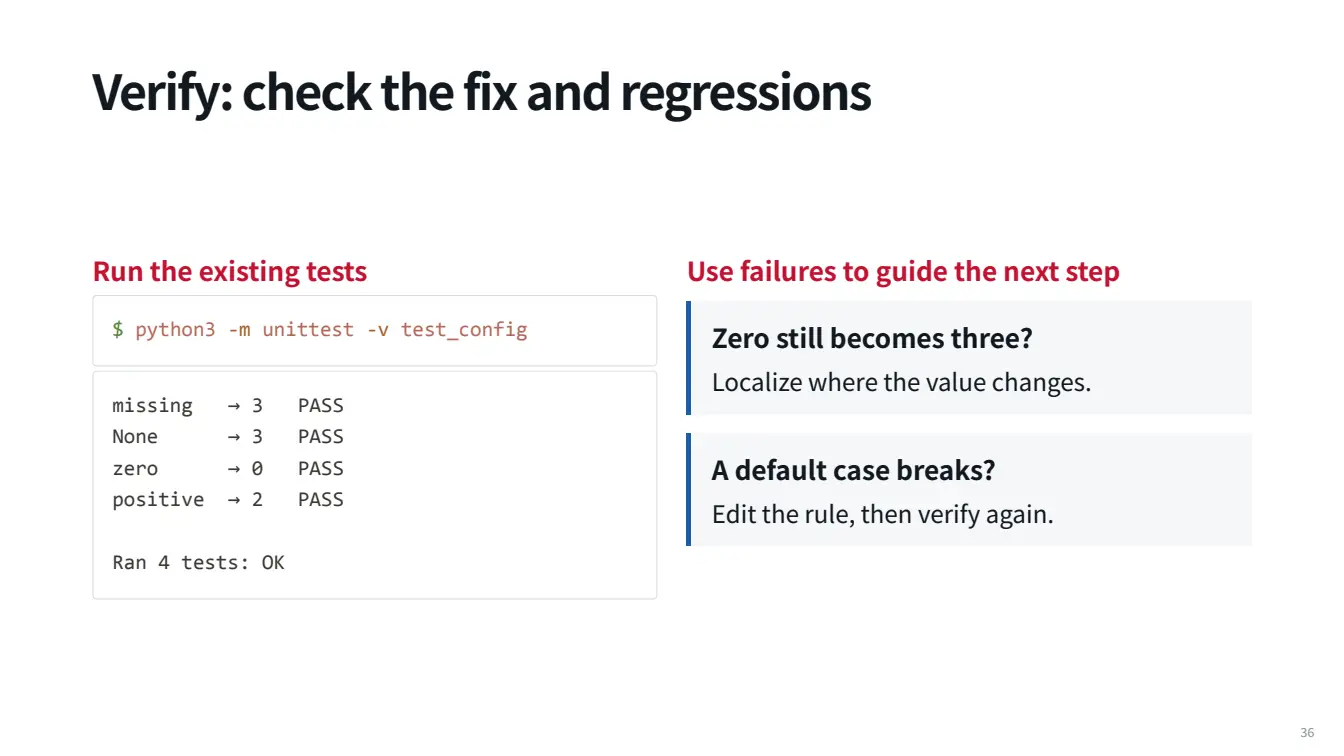 Verify: check the fix and regressions
Run the existing tests
$ python3 -m unittest -v test_config
missing → 3 PASS
None → 3 PASS
zero → 0 PASS
positive → 2 PASS
Ran 4 tests: OK
Use failures to guide the next step
Zero still becomes three?
Localize where the value changes.
A default case breaks?
Edit the rule, then verify again.
36